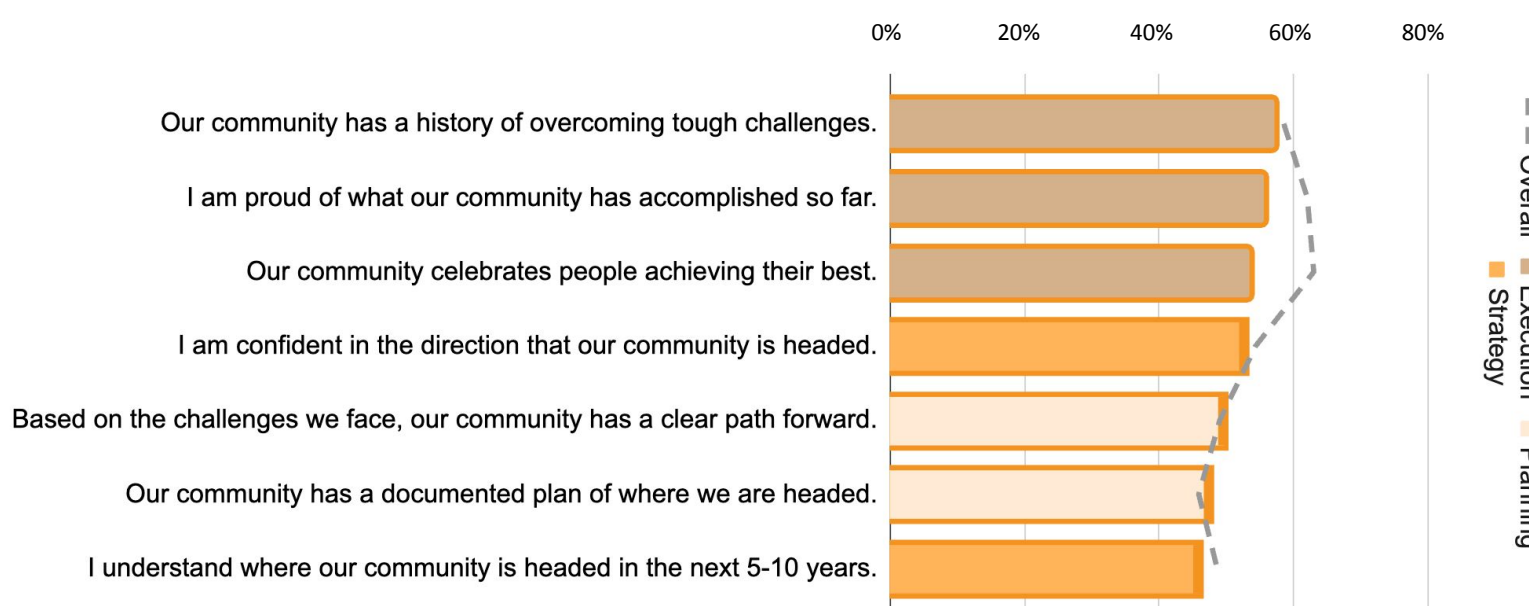 0% 20% 40% 60% 80%
Our community has a history of overcoming tough challenges.
I am proud of what our community has accomplished so far.
Our community celebrates people achieving their best.
I am confident in the direction that our community is headed.
Based on the challenges we face, our community has a clear path forward.
Our community has a documented plan of where we are headed.
I understand where our community is headed in the next 5-10 years.
Overall Execution Planning
Strategy